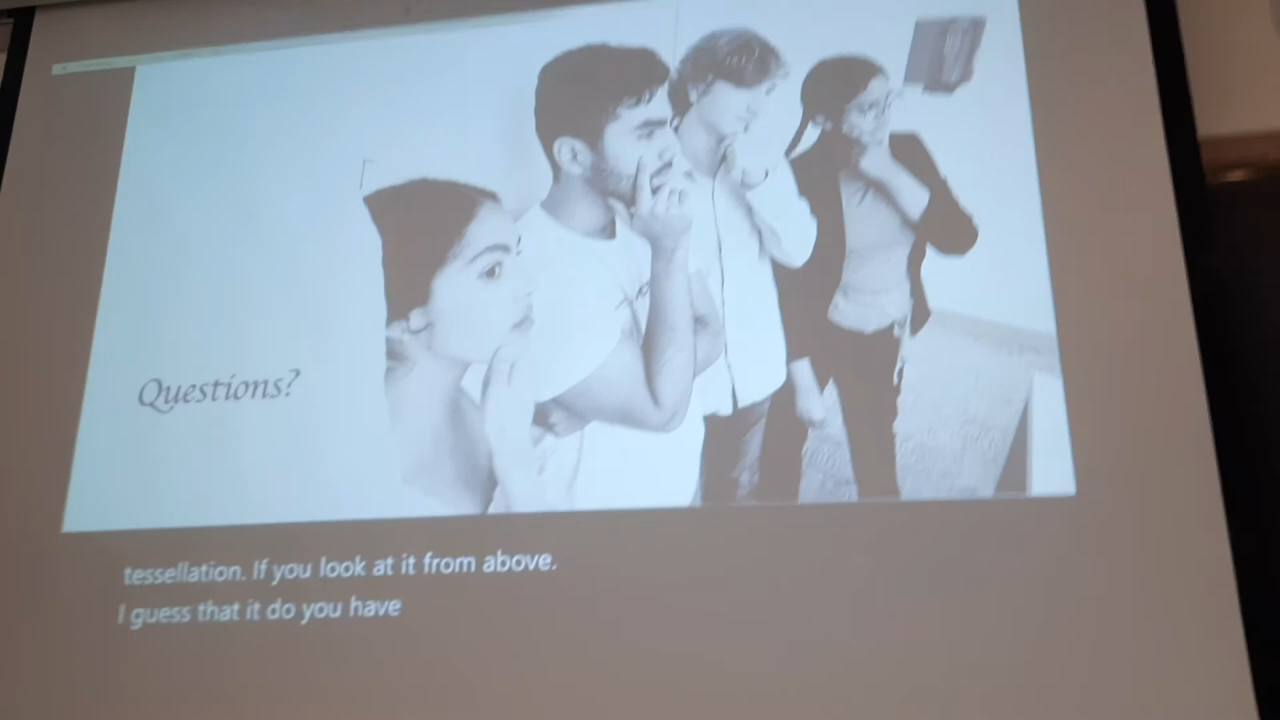 Questions?
tessellation. If you look at it from above.
I guess that it do you have